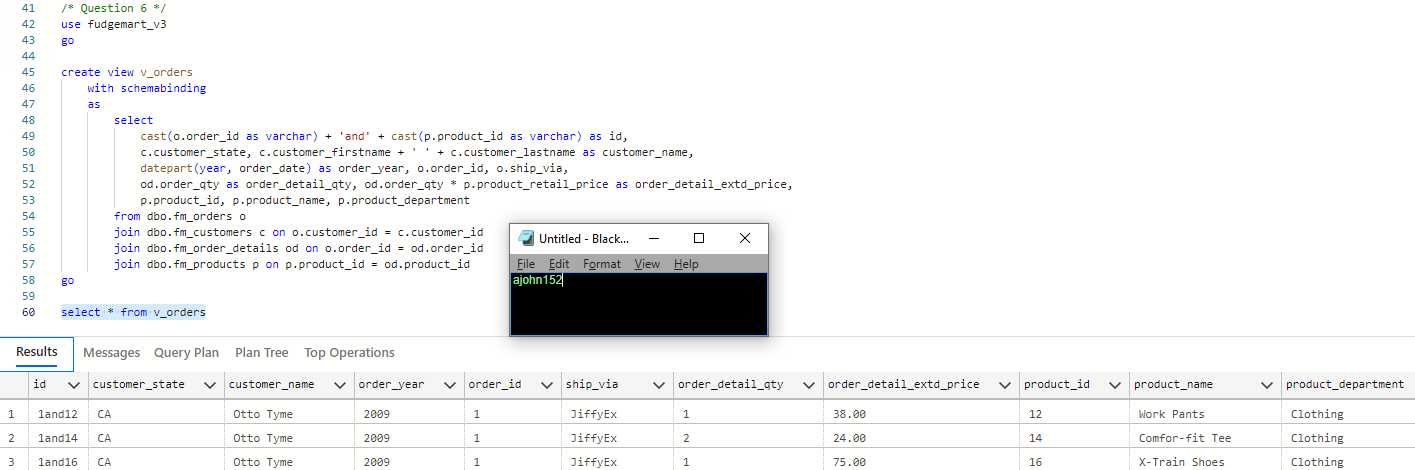 41 /* Question 6 */
42 use fudgemart_v3
43 go
44
45 create view v_orders
46 with schemabinding
47 as
48 select
49 cast(o.order_id as varchar) + 'and' + cast(p.product_id as varchar) as id,
50 c.customer_state, c.customer_firstname + ' ' + c.customer_lastname as customer_name,
51 datepart(year, order_date) as order_year, o.order_id, o.ship_via,
52 od.order_qty as order_detail_qty, od.order_qty * p.product_retail_price as order_detail_extd_price,
53 p.product_id, p.product_name, p.product_department
54 from dbo.fm_orders o
55 join dbo.fm_customers c on o.customer_id = c.customer_id
56 join dbo.fm_order_details od on o.order_id = od.order_id
57 join dbo.fm_products p on p.product_id = od.product_id
58 go
59
60 select * from v_orders
Untitled - Black...
File Edit Format View Help
ajohn152
Results Messages Query Plan Plan Tree Top Operations
id customer_state customer_name order_year order_id ship_via order_detail_qty order_detail_extd_price product_id product_name product_department
1 1and12 CA Otto Tyme 2009 1 JiffyEx 1 38.00 12 Work Pants Clothing
2 1and14 CA Otto Tyme 2009 1 JiffyEx 2 24.00 14 Comfor-fit Tee Clothing
3 1and16 CA Otto Tyme 2009 1 JiffyEx 1 75.00 16 X-Train Shoes Clothing